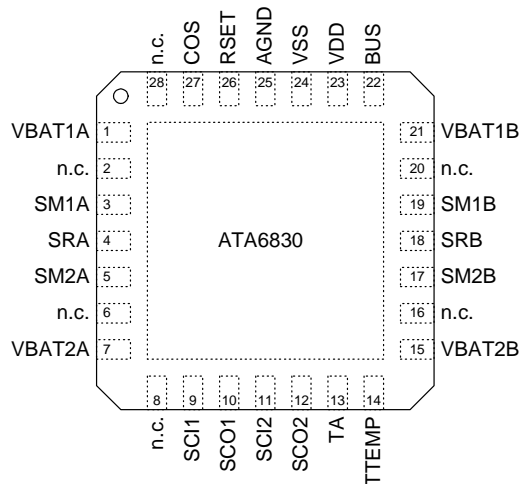 n.c.
COS
RSET
AGND
VSS
VDD
BUS
28
27
26
25
24
23
22
VBAT1A 1
n.c. 2
SM1A 3
SRA 4
SM2A 5
n.c. 6
VBAT2A 7
ATA6830
21 VBAT1B
20 n.c.
19 SM1B
18 SRB
17 SM2B
16 n.c.
15 VBAT2B
8
9
10
11
12
13
14
n.c.
SCI1
SCO1
SCI2
SCO2
TA
TTEMP